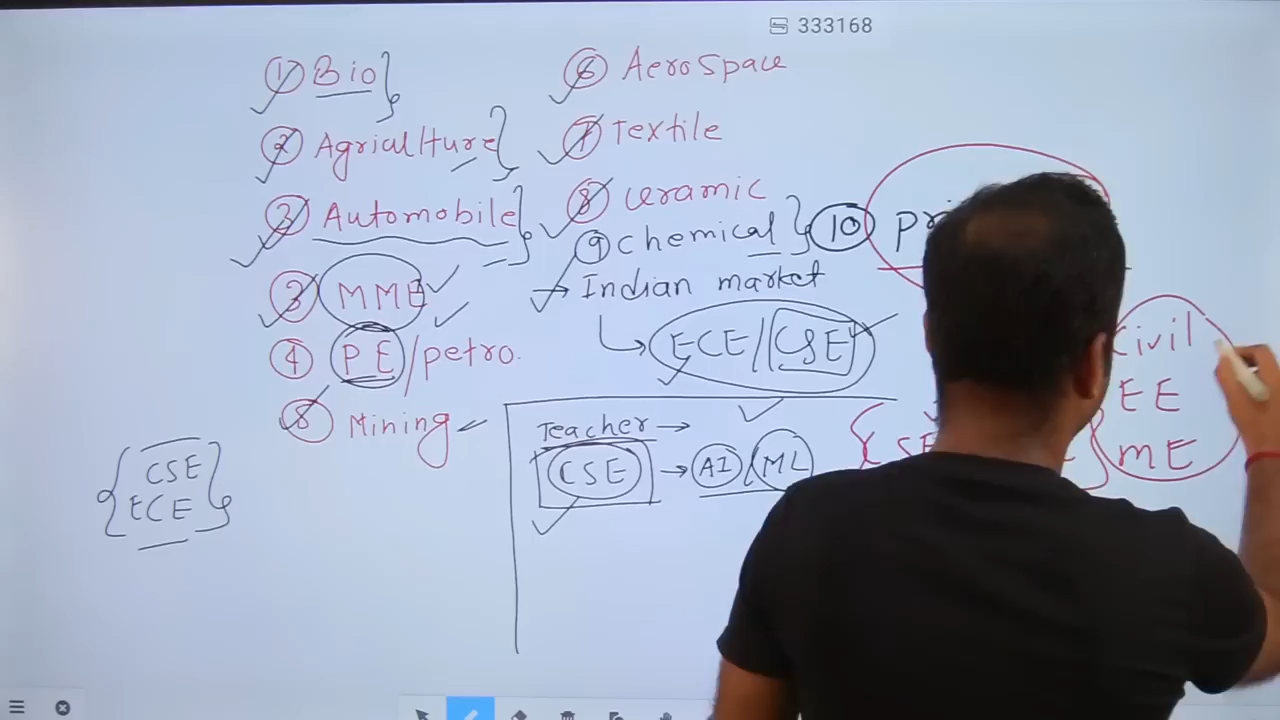 333168
① Bio
② Agriculture
③ Automobile
③ MME
④ PE/petro.
⑧ Mining
CSE
ECE
⑥ Aerospace
⑦ Textile
⑧ ceramic
⑨ chemical
→ Indian market
ECE/CSE
Teacher →
CSE → AI/ML
⑩
Civil
EE
ME